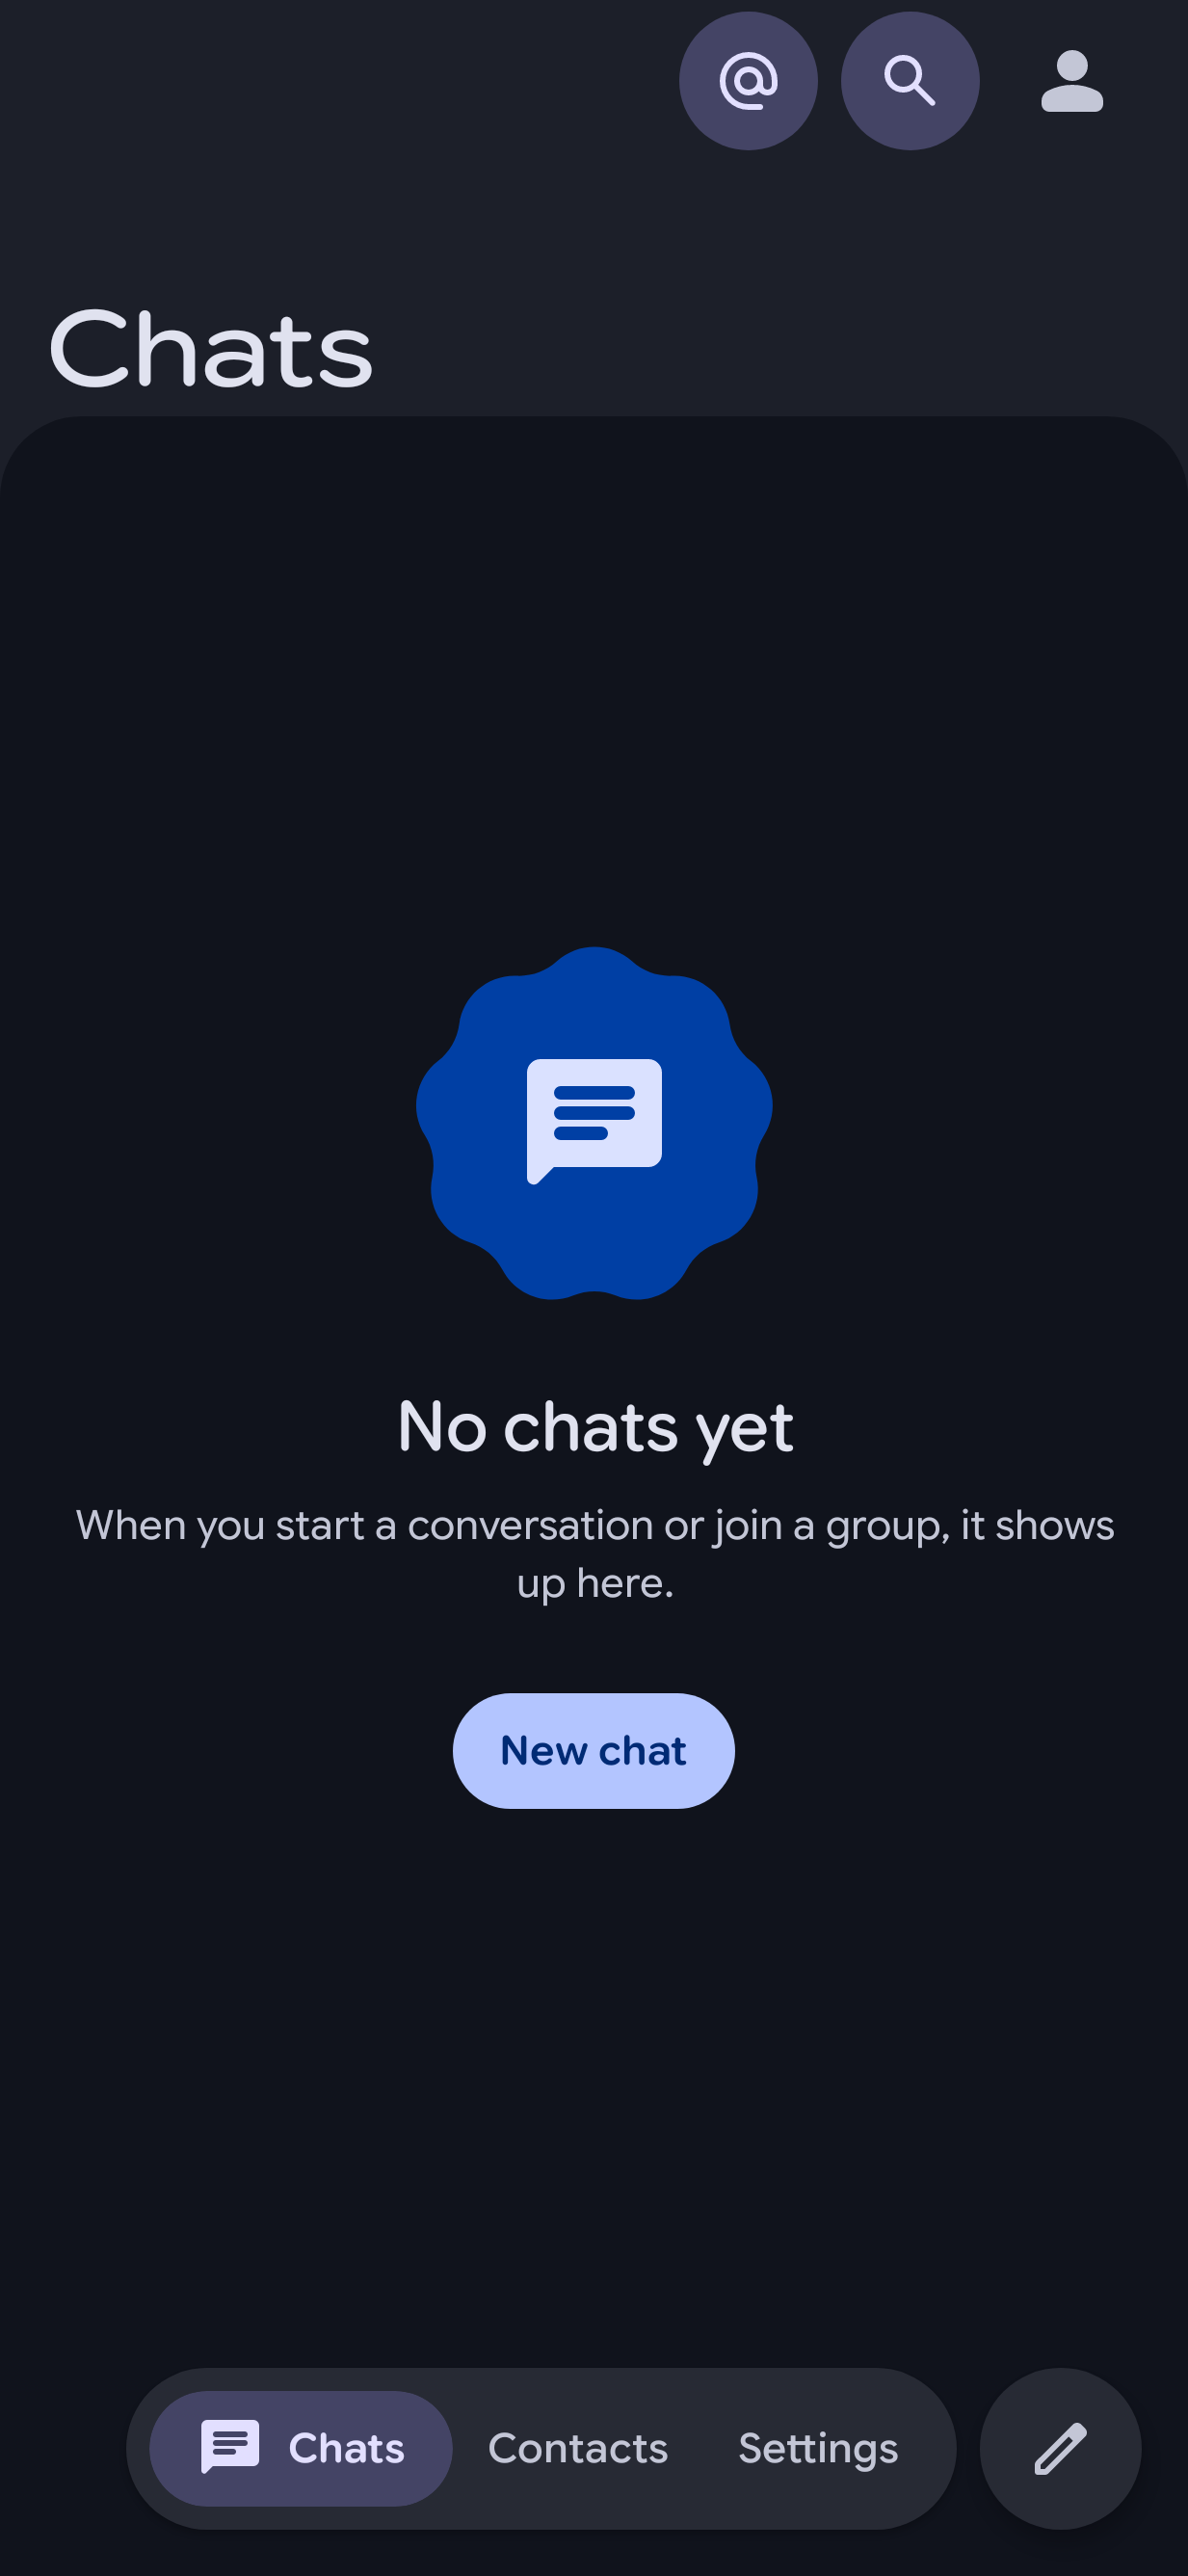 Chats
No chats yet
When you start a conversation or join a group, it shows
up here.
New chat
Chats
Contacts
Settings